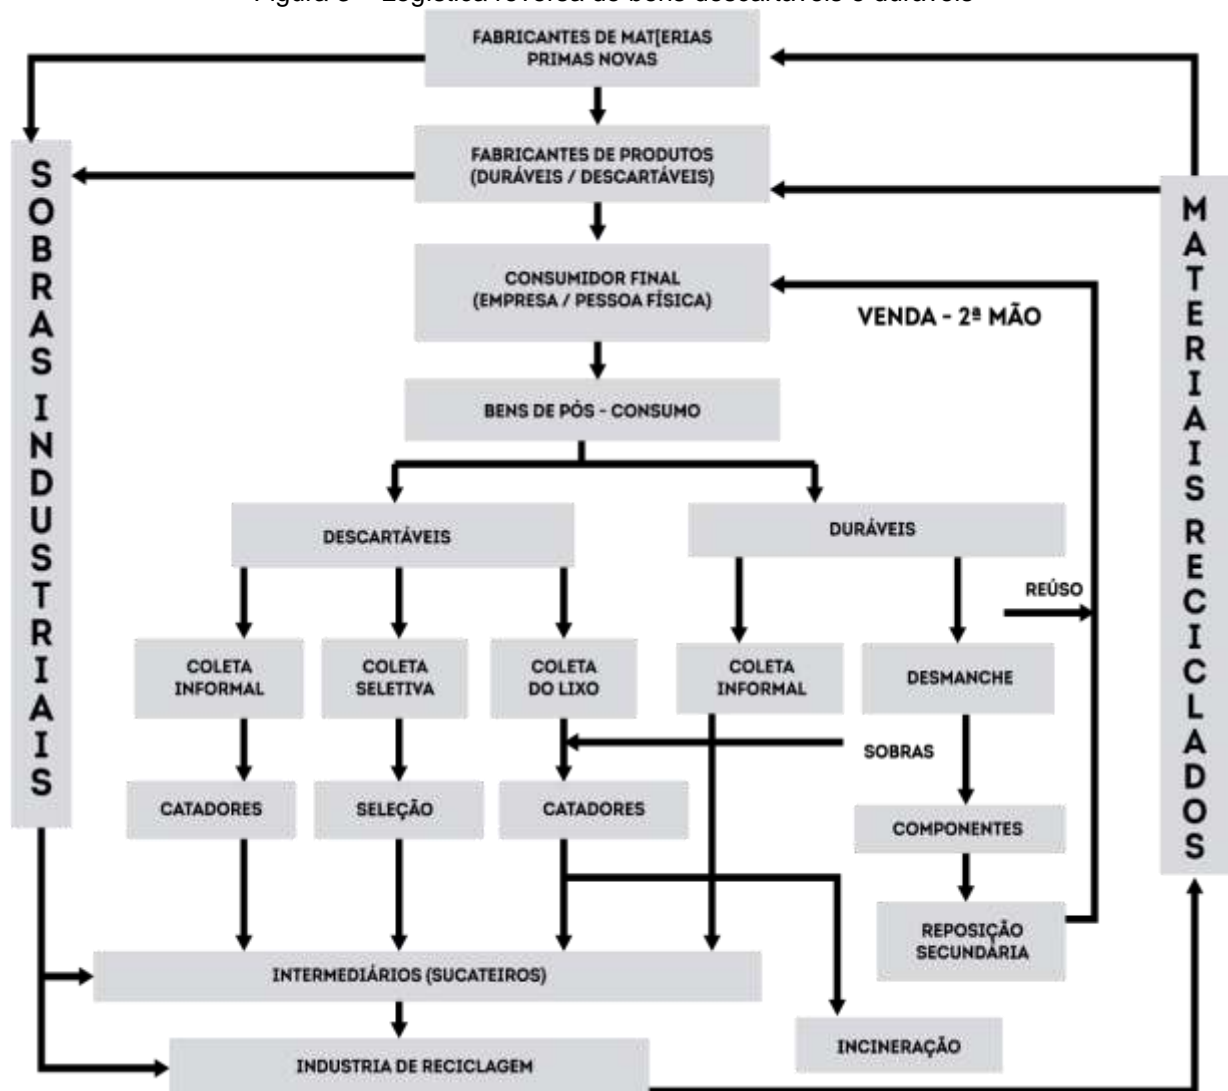 Figura 3 – Logística reversa de bens descartáveis e duráveis
FABRICANTES DE MAT[ERIAS
PRIMAS NOVAS
FABRICANTES DE PRODUTOS
(DURÁVEIS / DESCARTÁVEIS)
SOBRAS INDUSTRIAIS
MATERIAIS RECICLADOS
CONSUMIDOR FINAL
(EMPRESA / PESSOA FÍSICA)
VENDA - 2ª MÃO
BENS DE PÓS - CONSUMO
DESCARTÁVEIS
DURÁVEIS
REÚSO
COLETA
INFORMAL
COLETA
SELETIVA
COLETA
DO LIXO
COLETA
INFORMAL
DESMANCHE
SOBRAS
CATADORES
SELEÇÃO
CATADORES
COMPONENTES
REPOSIÇÃO
SECUNDÁRIA
INTERMEDIÁRIOS (SUCATEIROS)
INCINERAÇÃO
INDUSTRIA DE RECICLAGEM